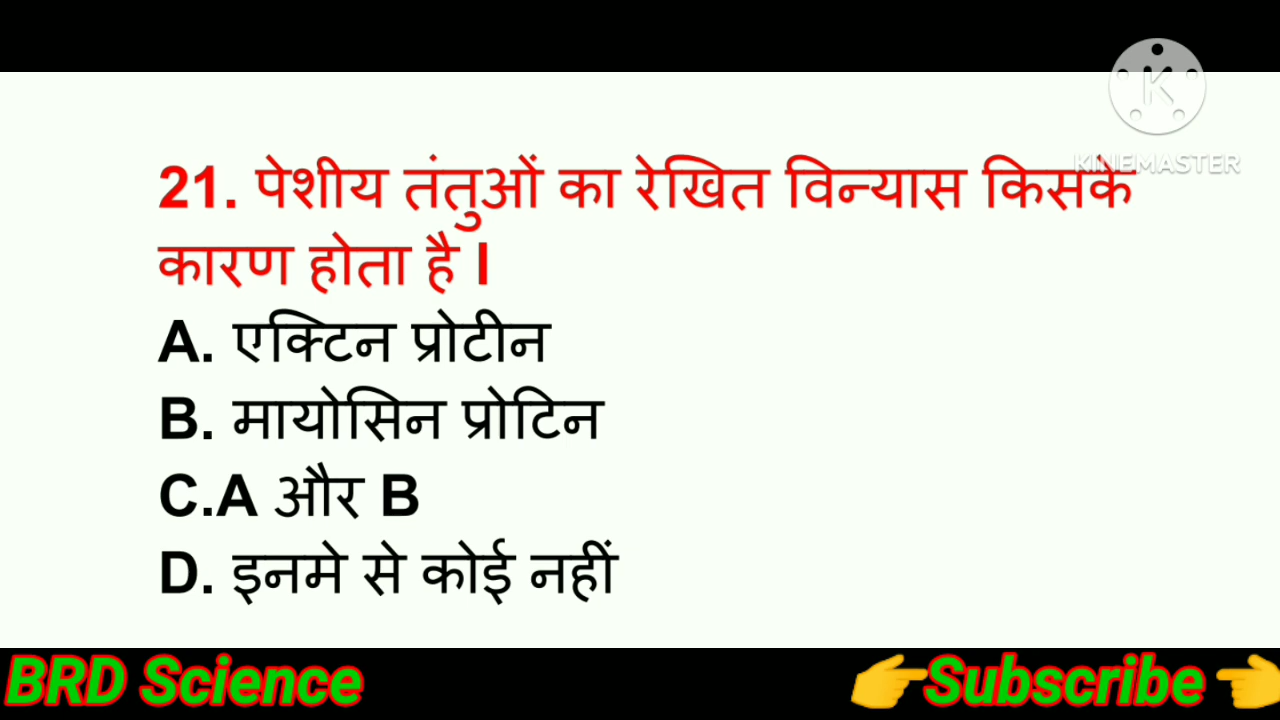 KINEMASTER
21. पेशीय तंतुओं का रेखित विन्यास किसके
कारण होता है I
A. एक्टिन प्रोटीन
B. मायोसिन प्रोटिन
C.A और B
D. इनमे से कोई नहीं
BRD Science 👉Subscribe 👈